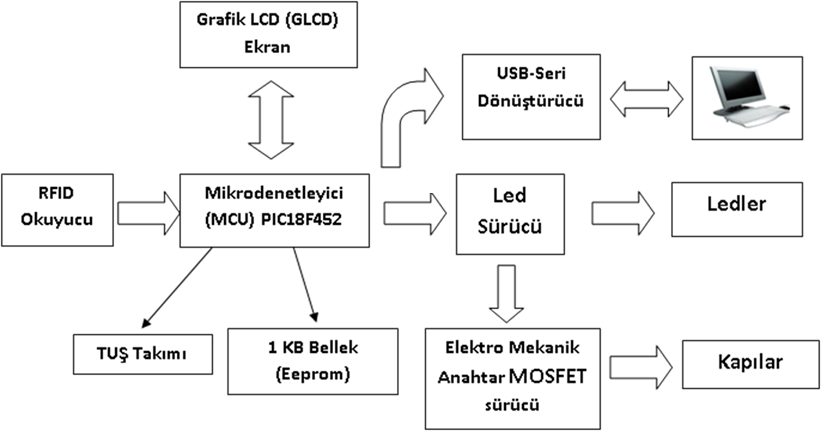 Grafik LCD (GLCD)
Ekran
USB-Seri
Dönüştürücü
RFID
Okuyucu
Mikrodenetleyici
(MCU) PIC18F452
Led
Sürücü
Ledler
TUŞ Takımı
1 KB Bellek
(Eeprom)
Elektro Mekanik
Anahtar MOSFET
sürücü
Kapılar